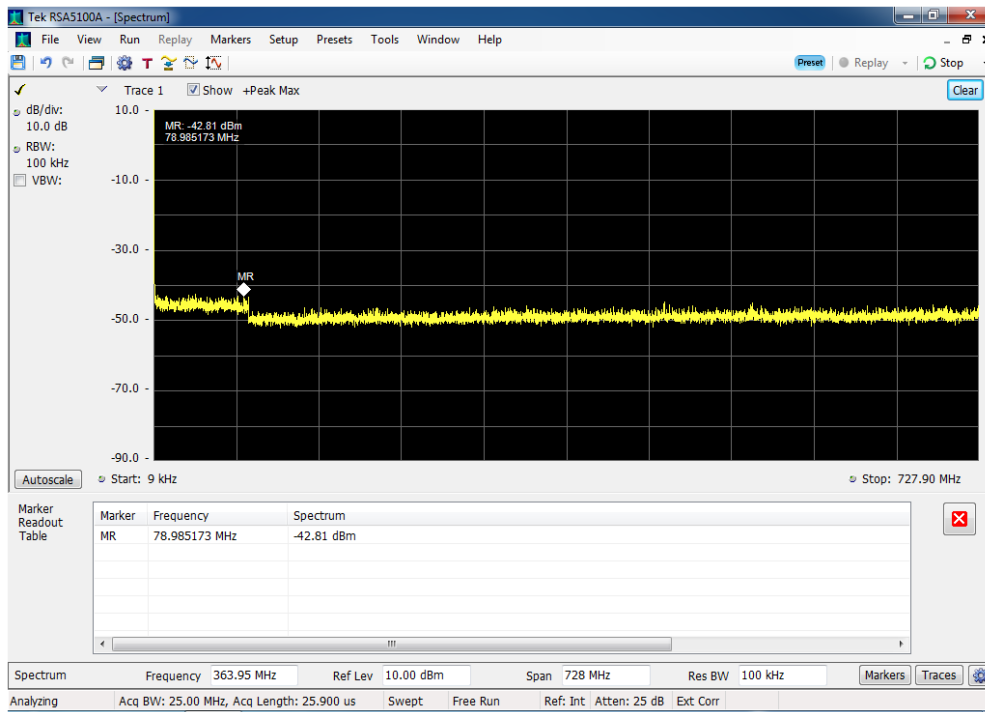 Tek RSA5100A - [Spectrum]
File View Run Replay Markers Setup Presets Tools Window Help
T Preset Replay Stop
Trace 1 Show +Peak Max Clear
dB/div:
10.0 dB
RBW:
100 kHz
VBW:
10.0 -
MR: -42.81 dBm
78.985173 MHz
-10.0 -
-30.0 -
MR
-50.0 -
-70.0 -
-90.0 -
Autoscale Start: 9 kHz Stop: 727.90 MHz
Marker
Readout
Table
Marker Frequency Spectrum
MR 78.985173 MHz -42.81 dBm
Spectrum Frequency 363.95 MHz Ref Lev 10.00 dBm Span 728 MHz Res BW 100 kHz Markers Traces
Analyzing Acq BW: 25.00 MHz, Acq Length: 25.900 us Swept Free Run Ref: Int Atten: 25 dB Ext Corr